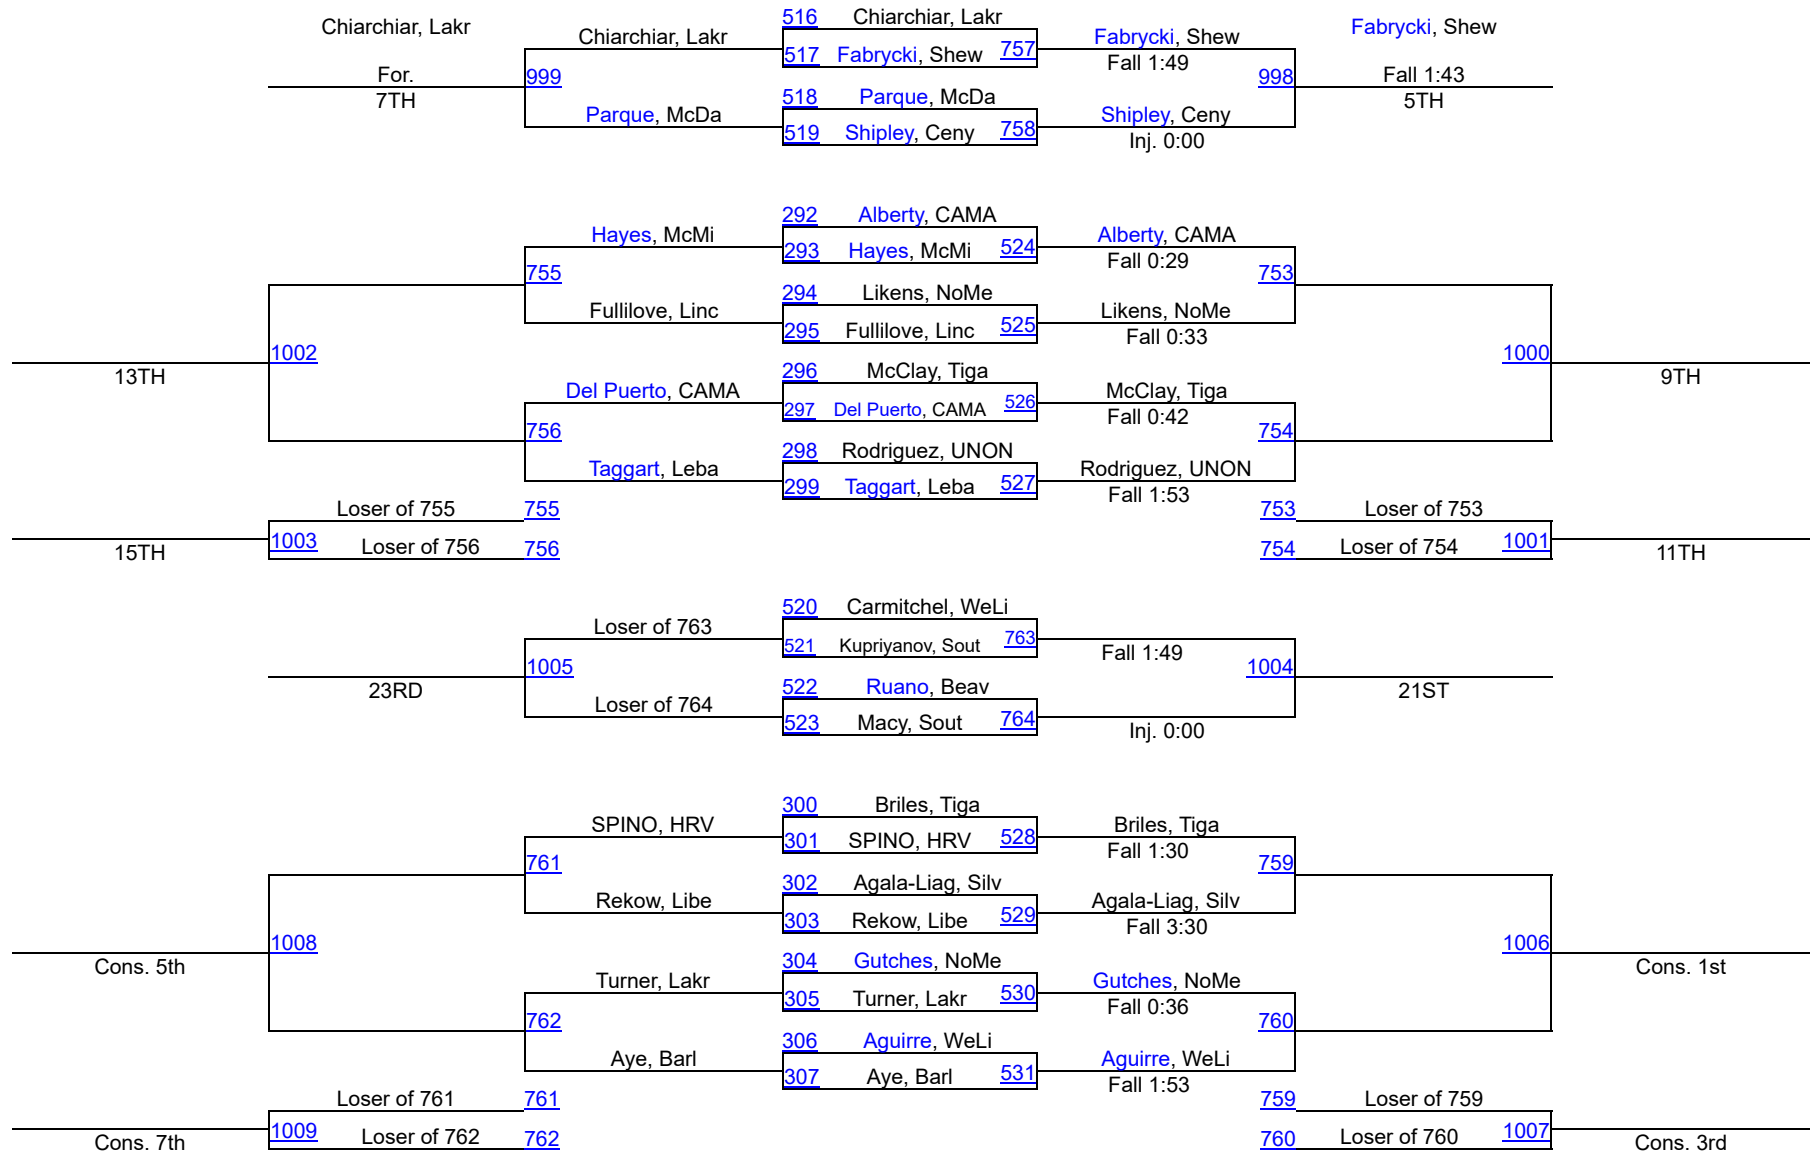 516 Chiarchiar, Lakr
Chiarchiar, Lakr Fabrycki, Shew
Chiarchiar, Lakr Fabrycki, Shew
517 Fabrycki, Shew 757
Fall 1:49
For. 999 998 Fall 1:43
7TH 518 Parque, McDa 5TH
Parque, McDa Shipley, Ceny
519 Shipley, Ceny 758
Inj. 0:00
292 Alberty, CAMA
Hayes, McMi Alberty, CAMA
293 Hayes, McMi 524
Fall 0:29
755 753
294 Likens, NoMe
Fullilove, Linc Likens, NoMe
295 Fullilove, Linc 525
Fall 0:33
1002 1000
13TH 296 McClay, Tiga 9TH
Del Puerto, CAMA McClay, Tiga
297 Del Puerto, CAMA 526
Fall 0:42
756 754
298 Rodriguez, UNON
Taggart, Leba Rodriguez, UNON
299 Taggart, Leba 527
Fall 1:53
Loser of 755 755 753 Loser of 753
1003 Loser of 756 756 754 Loser of 754 1001
15TH 11TH
520 Carmitchel, WeLi
Loser of 763
521 Kupriyanov, Sout 763
Fall 1:49
1005 1004
23RD 522 Ruano, Beav 21ST
Loser of 764
523 Macy, Sout 764
Inj. 0:00
300 Briles, Tiga
SPINO, HRV Briles, Tiga
301 SPINO, HRV 528
Fall 1:30
761 759
302 Agala-Liag, Silv
Rekow, Libe Agala-Liag, Silv
303 Rekow, Libe 529
Fall 3:30
1008 1006
Cons. 5th 304 Gutches, NoMe Cons. 1st
Turner, Lakr Gutches, NoMe
305 Turner, Lakr 530
Fall 0:36
762 760
306 Aguirre, WeLi
Aye, Barl Aguirre, WeLi
307 Aye, Barl 531
Fall 1:53
Loser of 761 761 759 Loser of 759
1009 Loser of 762 762 760 Loser of 760 1007
Cons. 7th Cons. 3rd